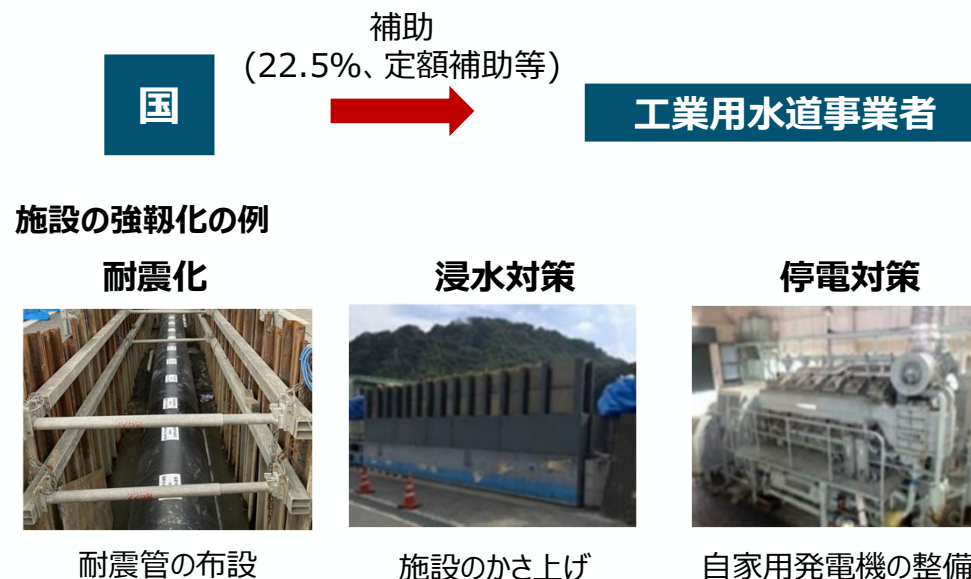 補助
(22.5%、定額補助等)
国
工業用水道事業者
施設の強靱化の例
耐震化
浸水対策
停電対策
耐震管の布設
施設のかさ上げ
自家用発電機の整備